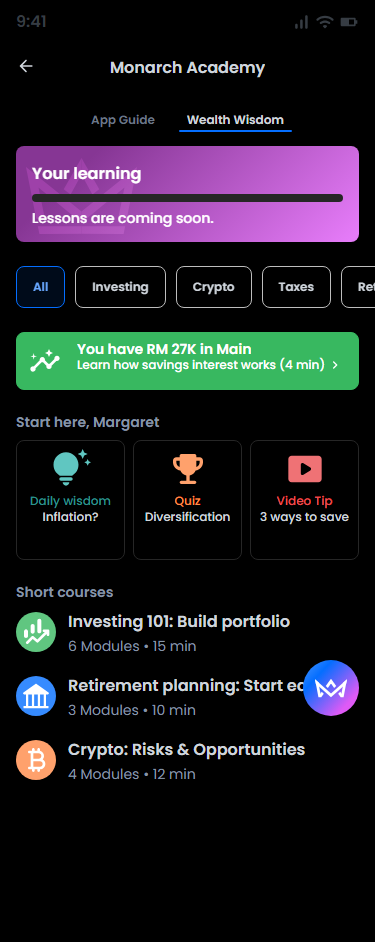 9:41
Monarch Academy
App Guide
Wealth Wisdom
Your learning
Lessons are coming soon.
All
Investing
Crypto
Taxes
Ret
You have RM 27K in Main
Learn how savings interest works (4 min)
Start here, Margaret
Daily wisdom
Inflation?
Quiz
Diversification
Video Tip
3 ways to save
Short courses
Investing 101: Build portfolio
6 Modules • 15 min
Retirement planning: Start
3 Modules • 10 min
Crypto: Risks & Opportunities
4 Modules • 12 min